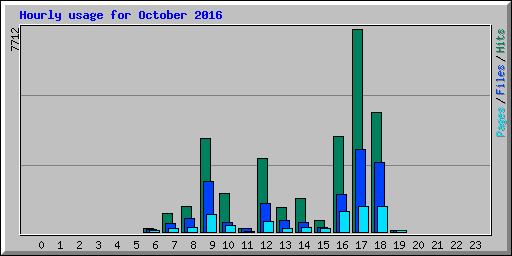 Hourly usage for October 2016
7712
Pages/Files/Hits
0 1 2 3 4 5 6 7 8 9 10 11 12 13 14 15 16 17 18 19 20 21 22 23